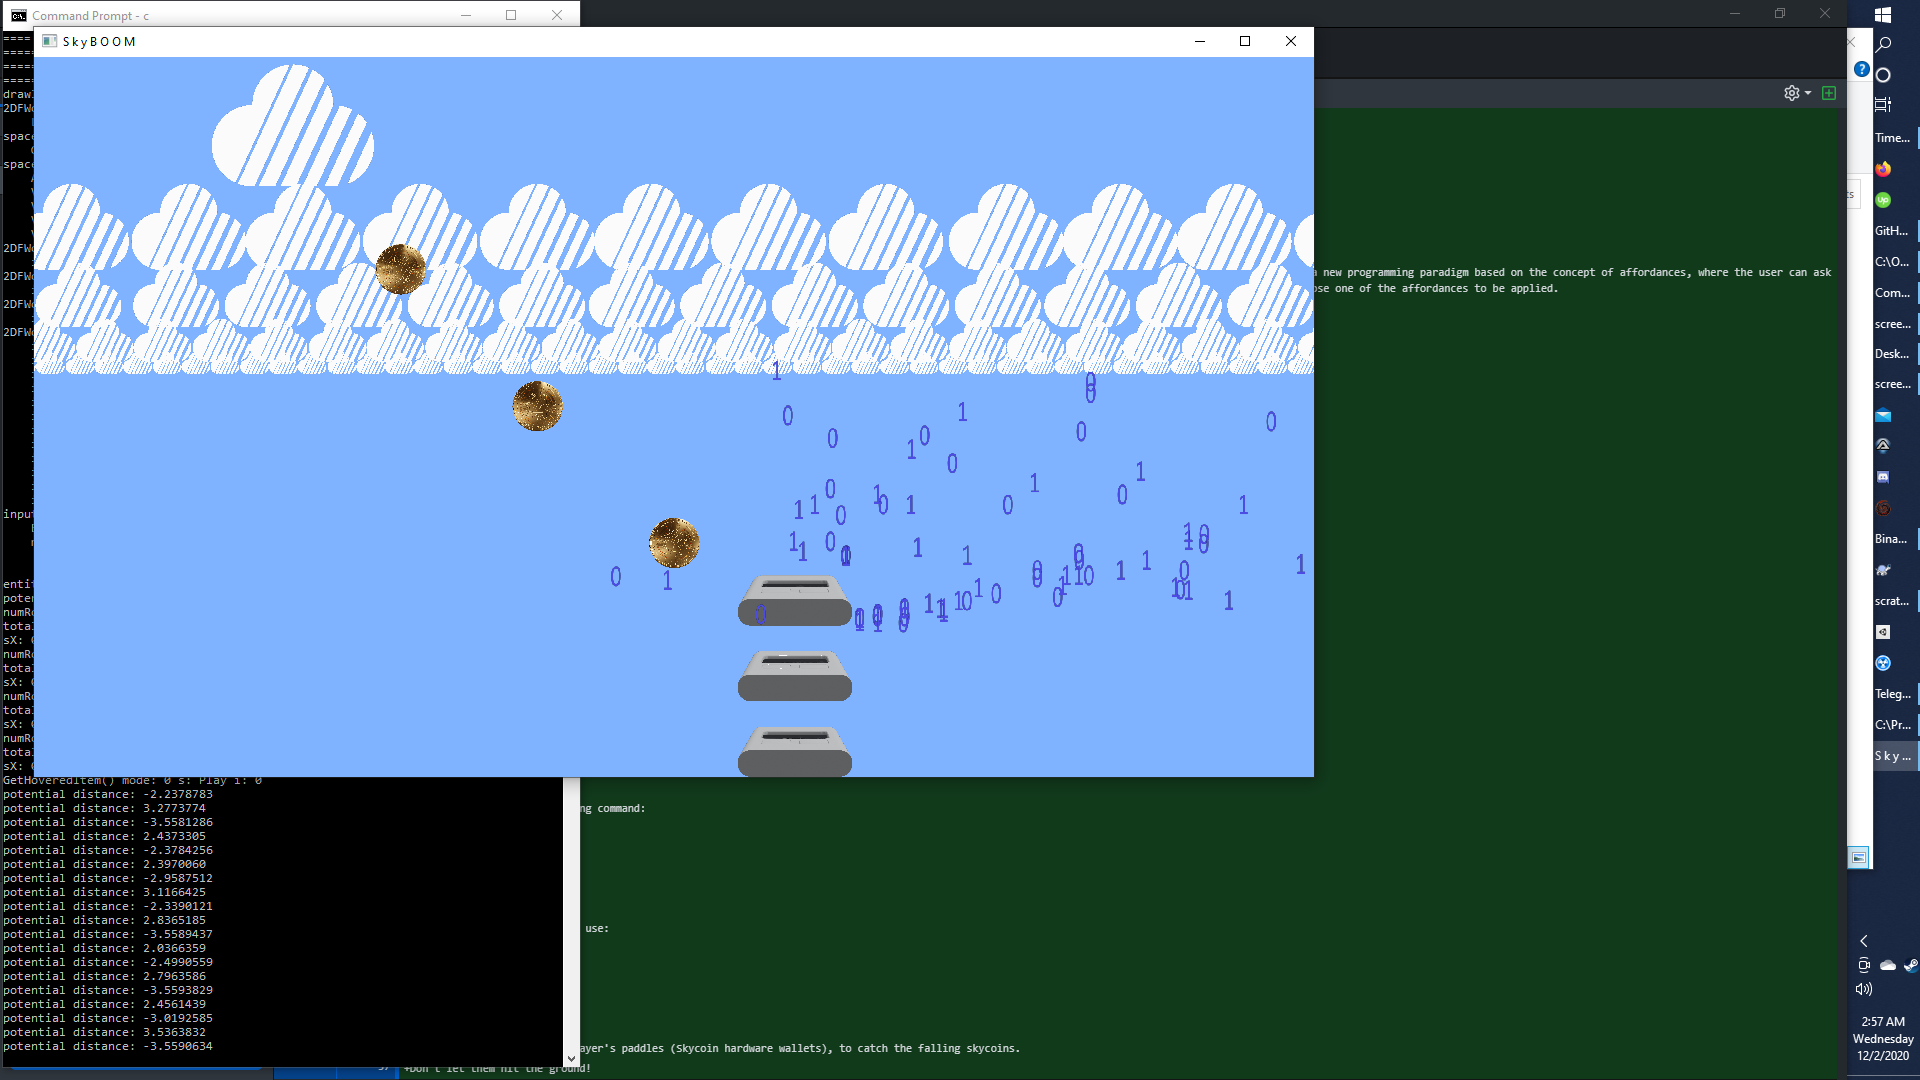 Command Prompt - c
S k y B O O M
====
====
====
====
draw
2DFW
spac
spac
2DFW
2DFW
2DFW
2DFW
inpu
enti
pote
numR
tota
sX:
numR
tota
sX:
numR
tota
sX:
numR
tota
sX:
GetHoveredItem() mode: 0 s: Play i: 0
potential distance: -2.2378783
potential distance: 3.2773774
potential distance: -3.5581286
potential distance: 2.4373305
potential distance: -2.3784256
potential distance: 2.3970060
potential distance: -2.9587512
potential distance: 3.1166425
potential distance: -2.3390121
potential distance: 2.8365185
potential distance: -3.5589437
potential distance: 2.0366359
potential distance: -2.4990559
potential distance: 2.7963586
potential distance: -3.5593829
potential distance: 2.4561439
potential distance: -3.0192585
potential distance: 3.5363832
potential distance: -3.5590634
new programming paradigm based on the concept of affordances, where the user can ask
ose one of the affordances to be applied.
ng command:
use:
ayer's paddles (Skycoin hardware wallets), to catch the falling skycoins.
+Don't let them hit the ground!
ts
Time...
GitH...
C:\O...
Com...
scree...
Desk...
scree...
Bina...
scrat...
Teleg...
C:\Pr...
S k y ...
2:57 AM
Wednesday
12/2/2020